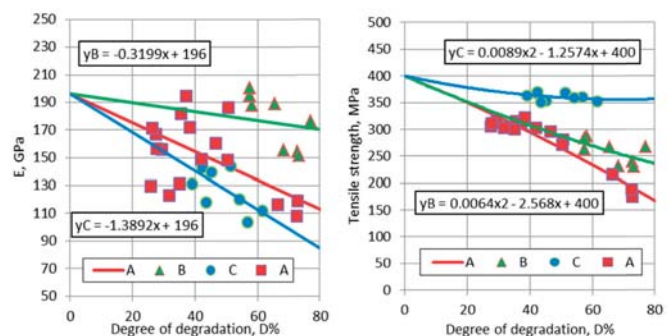 E, GPa
250
230
210
190
170
150
130
110
90
70
50
yB = -0.3199x + 196
yC = -1.3892x + 196
A B C A
0 20 40 60 80
Degree of degradation, D%
Tensile strength, MPa
500
450
400
350
300
250
200
150
100
50
0
yC = 0.0089x2 - 1.2574x + 400
yB = 0.0064x2 - 2.568x + 400
A B C A
0 20 40 60 80
Degree of degradation, D%